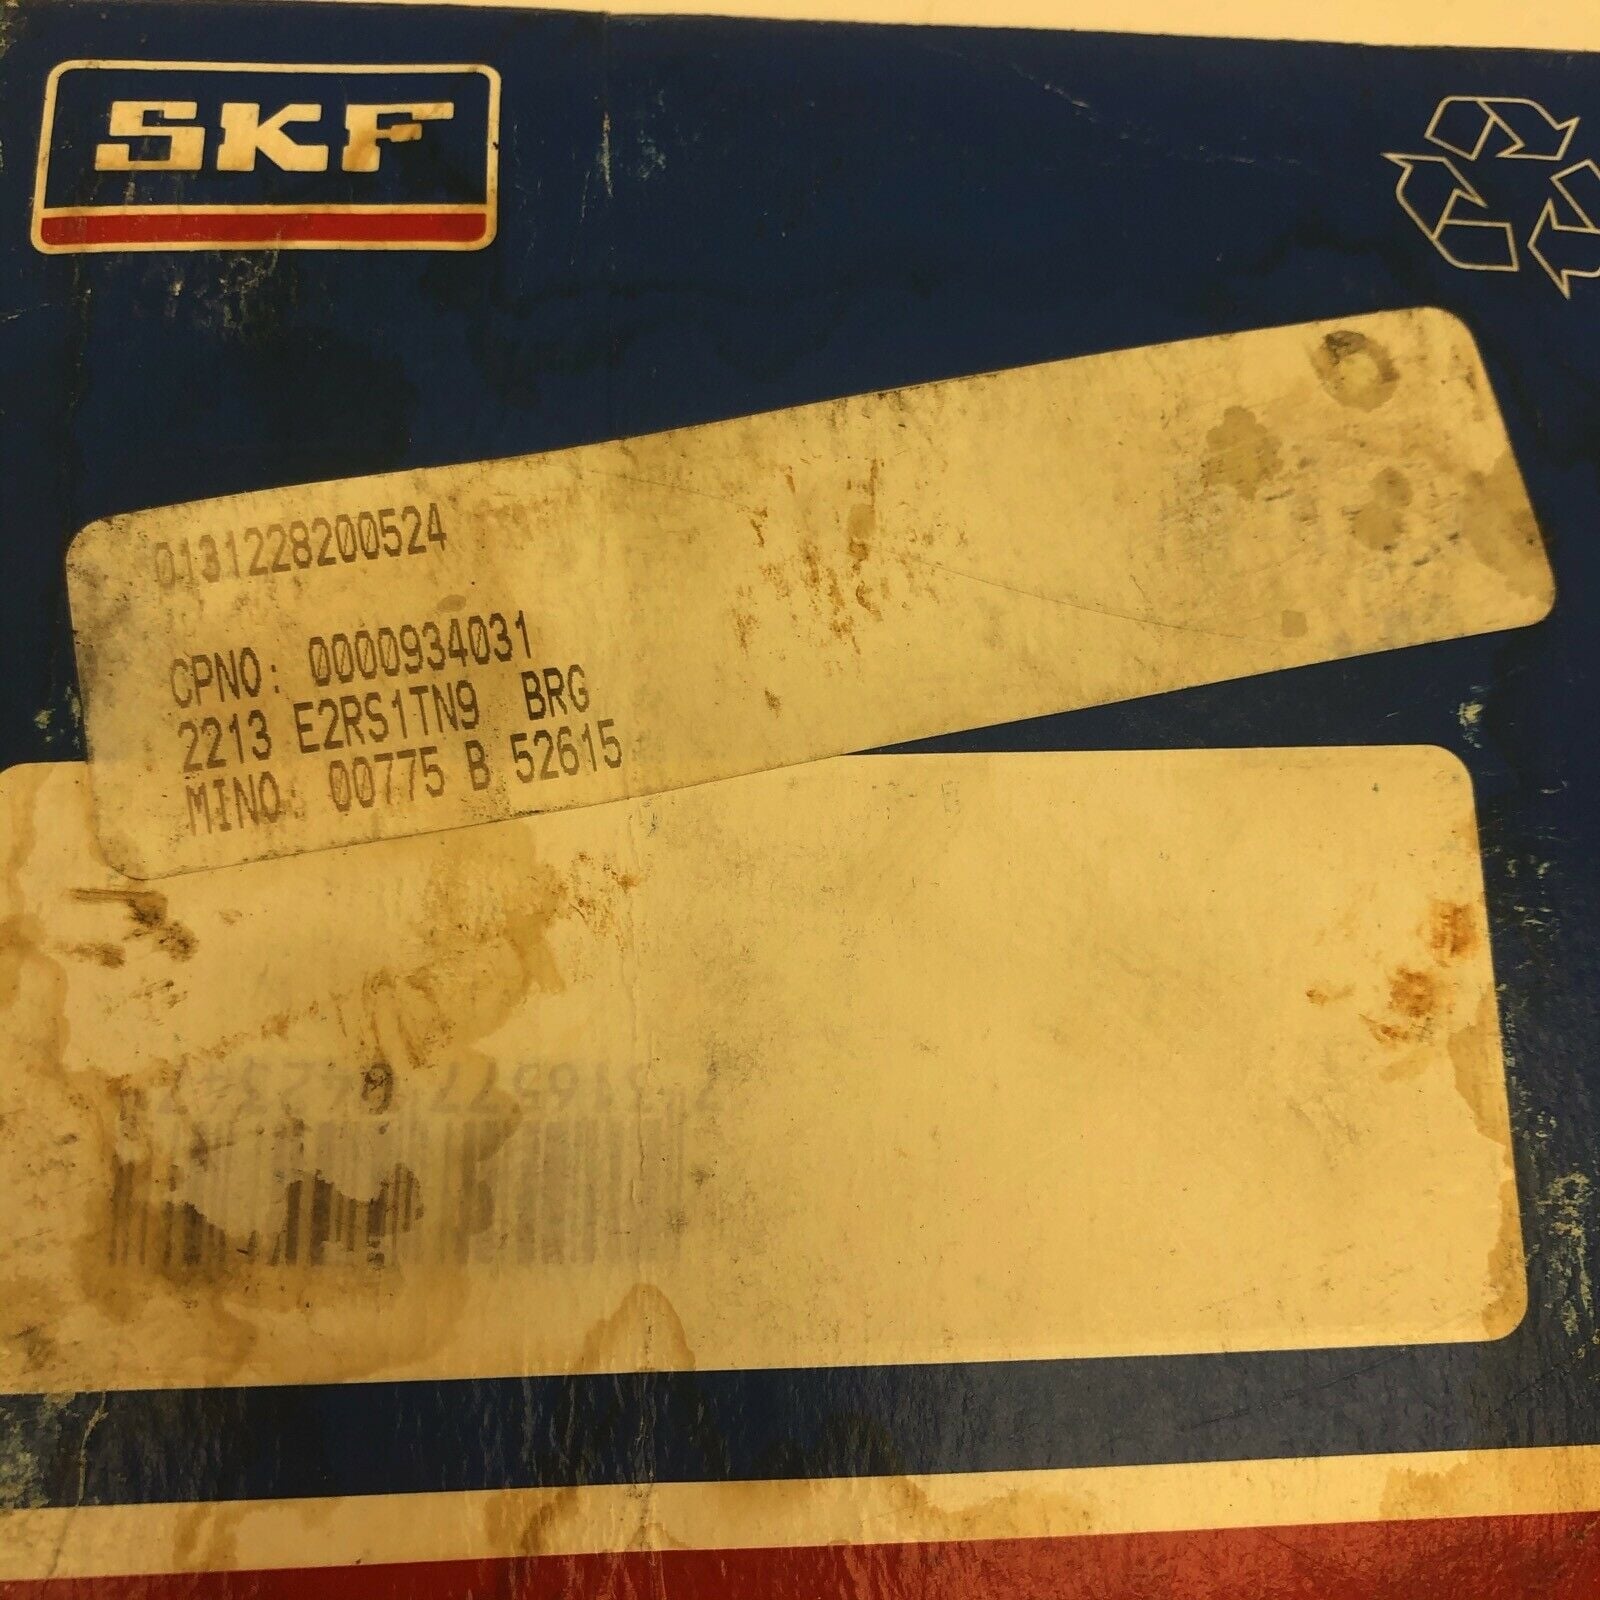 SKF
0131228200524
CPNO: 0000934031
2213 E2RS1TN9 BRG
MINO: 00775 B 52615